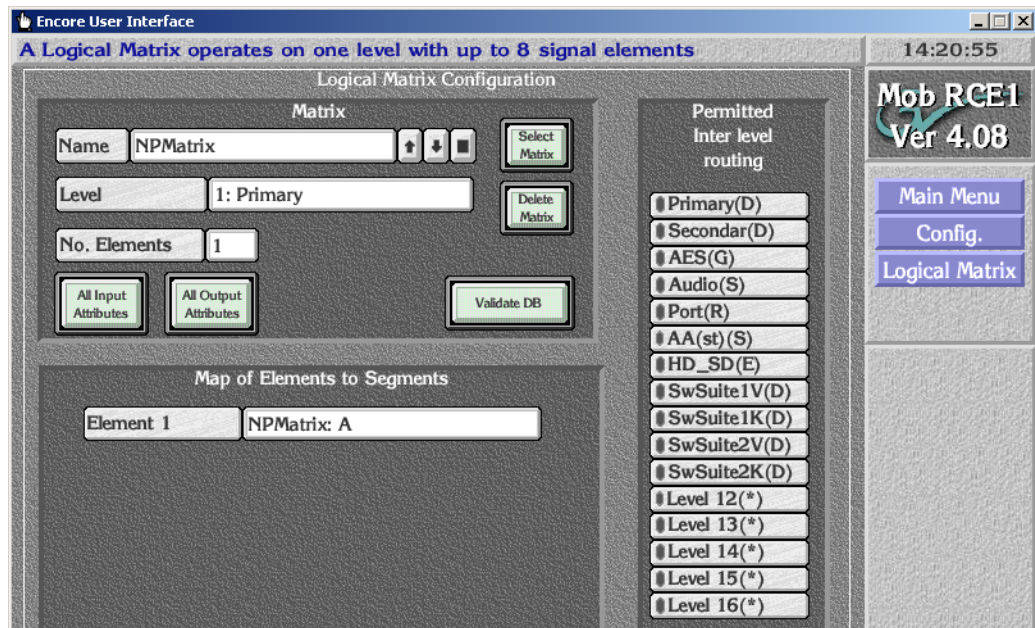 Encore User Interface
A Logical Matrix operates on one level with up to 8 signal elements
14:20:55
Logical Matrix Configuration
Matrix
Name NPMatrix
Select
Matrix
Level 1: Primary
Delete
Matrix
No. Elements 1
All Input
Attributes
All Output
Attributes
Validate DB
Map of Elements to Segments
Element 1 NPMatrix: A
Permitted
Inter level
routing
Primary(D)
Secondar(D)
AES(G)
Audio(S)
Port(R)
AA(st)(S)
HD_SD(E)
SwSuite1V(D)
SwSuite1K(D)
SwSuite2V(D)
SwSuite2K(D)
Level 12(*)
Level 13(*)
Level 14(*)
Level 15(*)
Level 16(*)
Mob RCE1
Ver 4.08
Main Menu
Config.
Logical Matrix